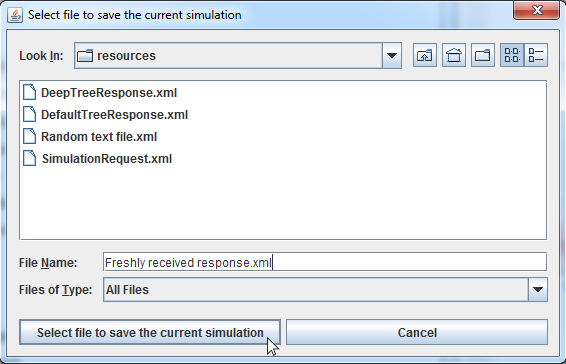 Select file to save the current simulation
Look In: resources
DeepTreeResponse.xml
DefaultTreeResponse.xml
Random text file.xml
SimulationRequest.xml
File Name: Freshly received response.xml
Files of Type: All Files
Select file to save the current simulation Cancel